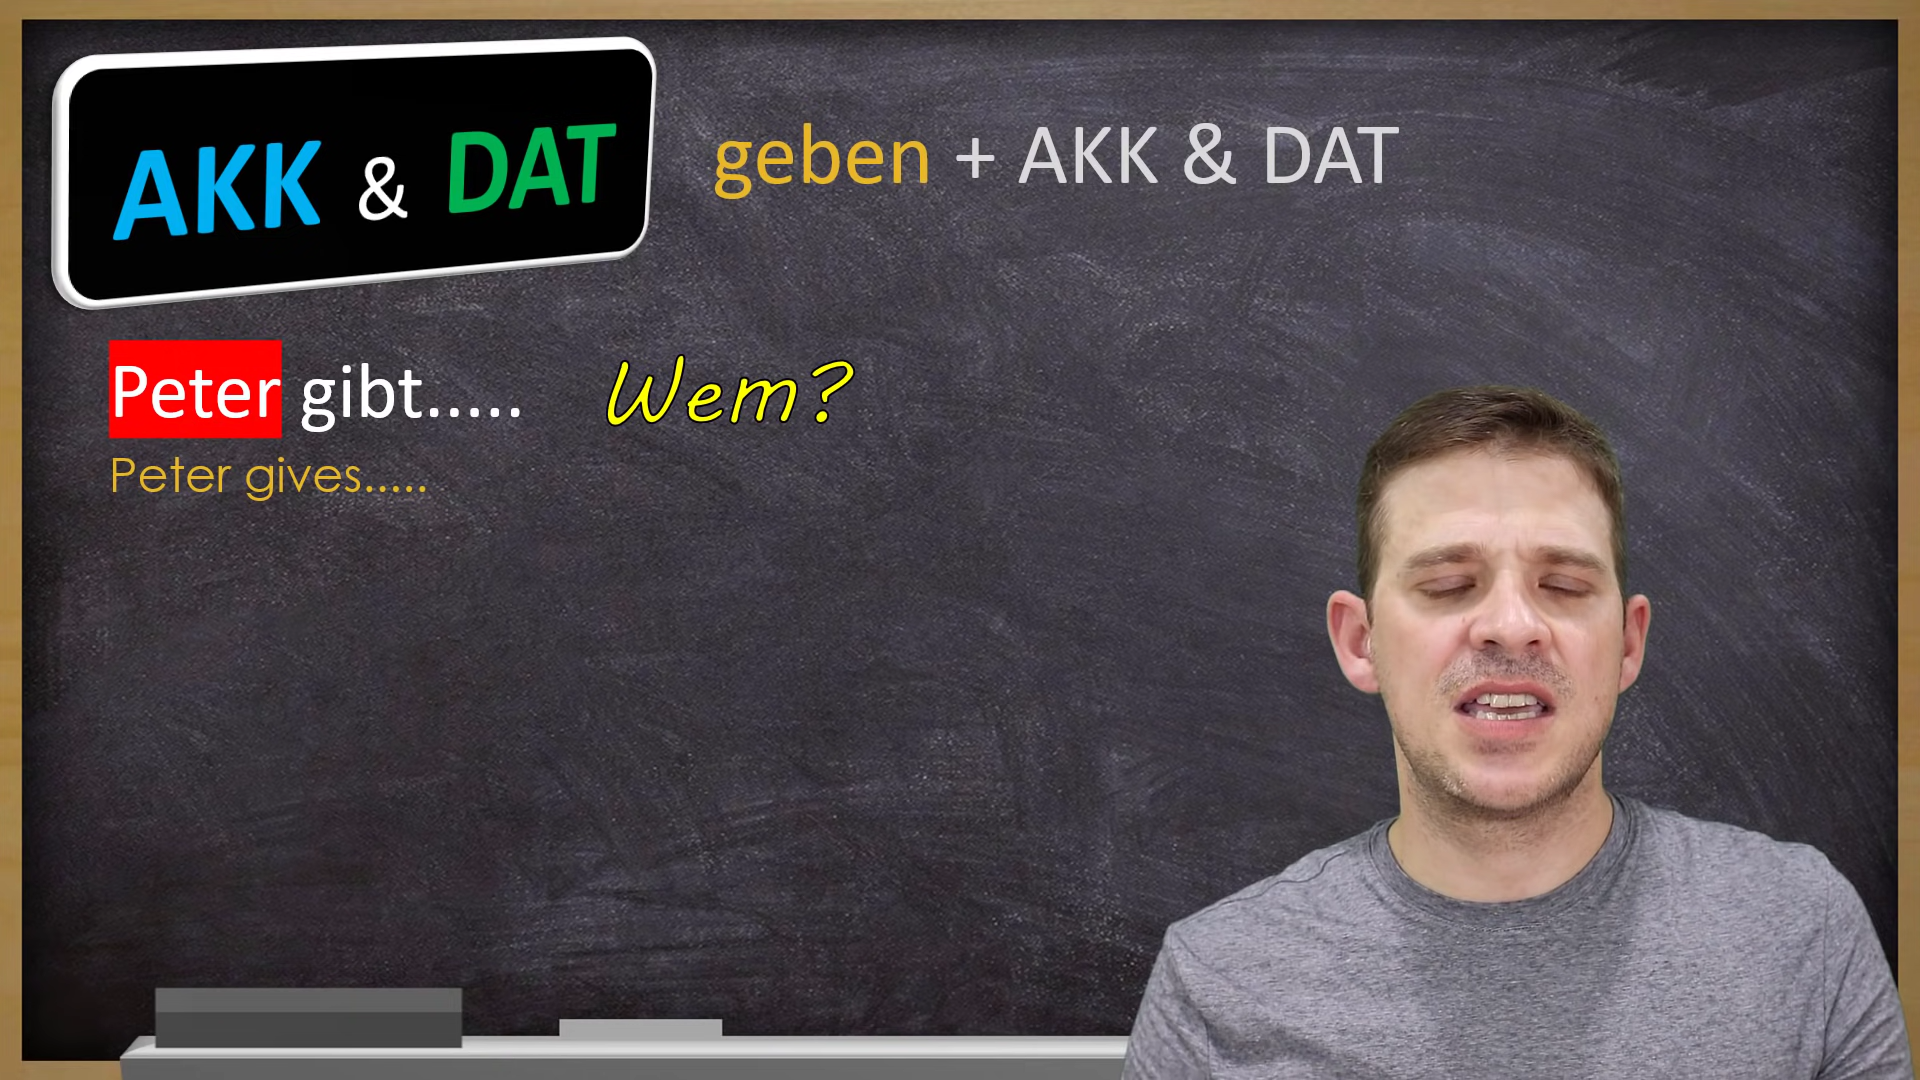 AKK & DAT
geben + AKK & DAT
Peter gibt..... Wem?
Peter gives.....